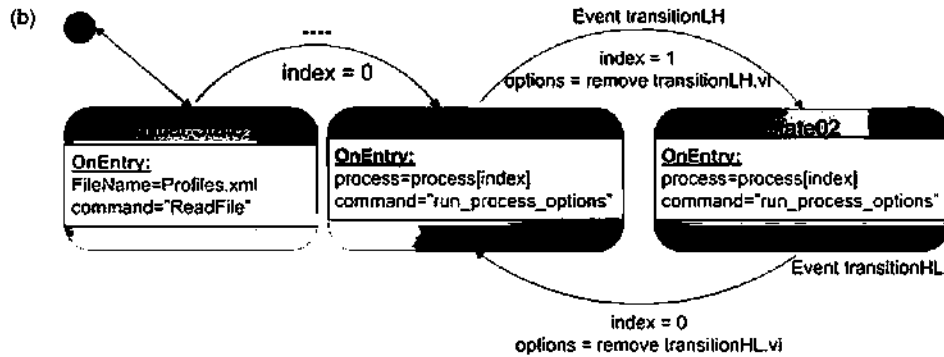 (b)
Event transitionLH
----
index = 0
index = 1
options = remove transitionLH.vi
ate02
OnEntry:
FileName=Profiles.xml
command="ReadFile"
OnEntry:
process=process[index]
command="run_process_options"
OnEntry:
process=process[index]
command="run_process_options"
Event transitionHL
index = 0
options = remove transitionHL.vi